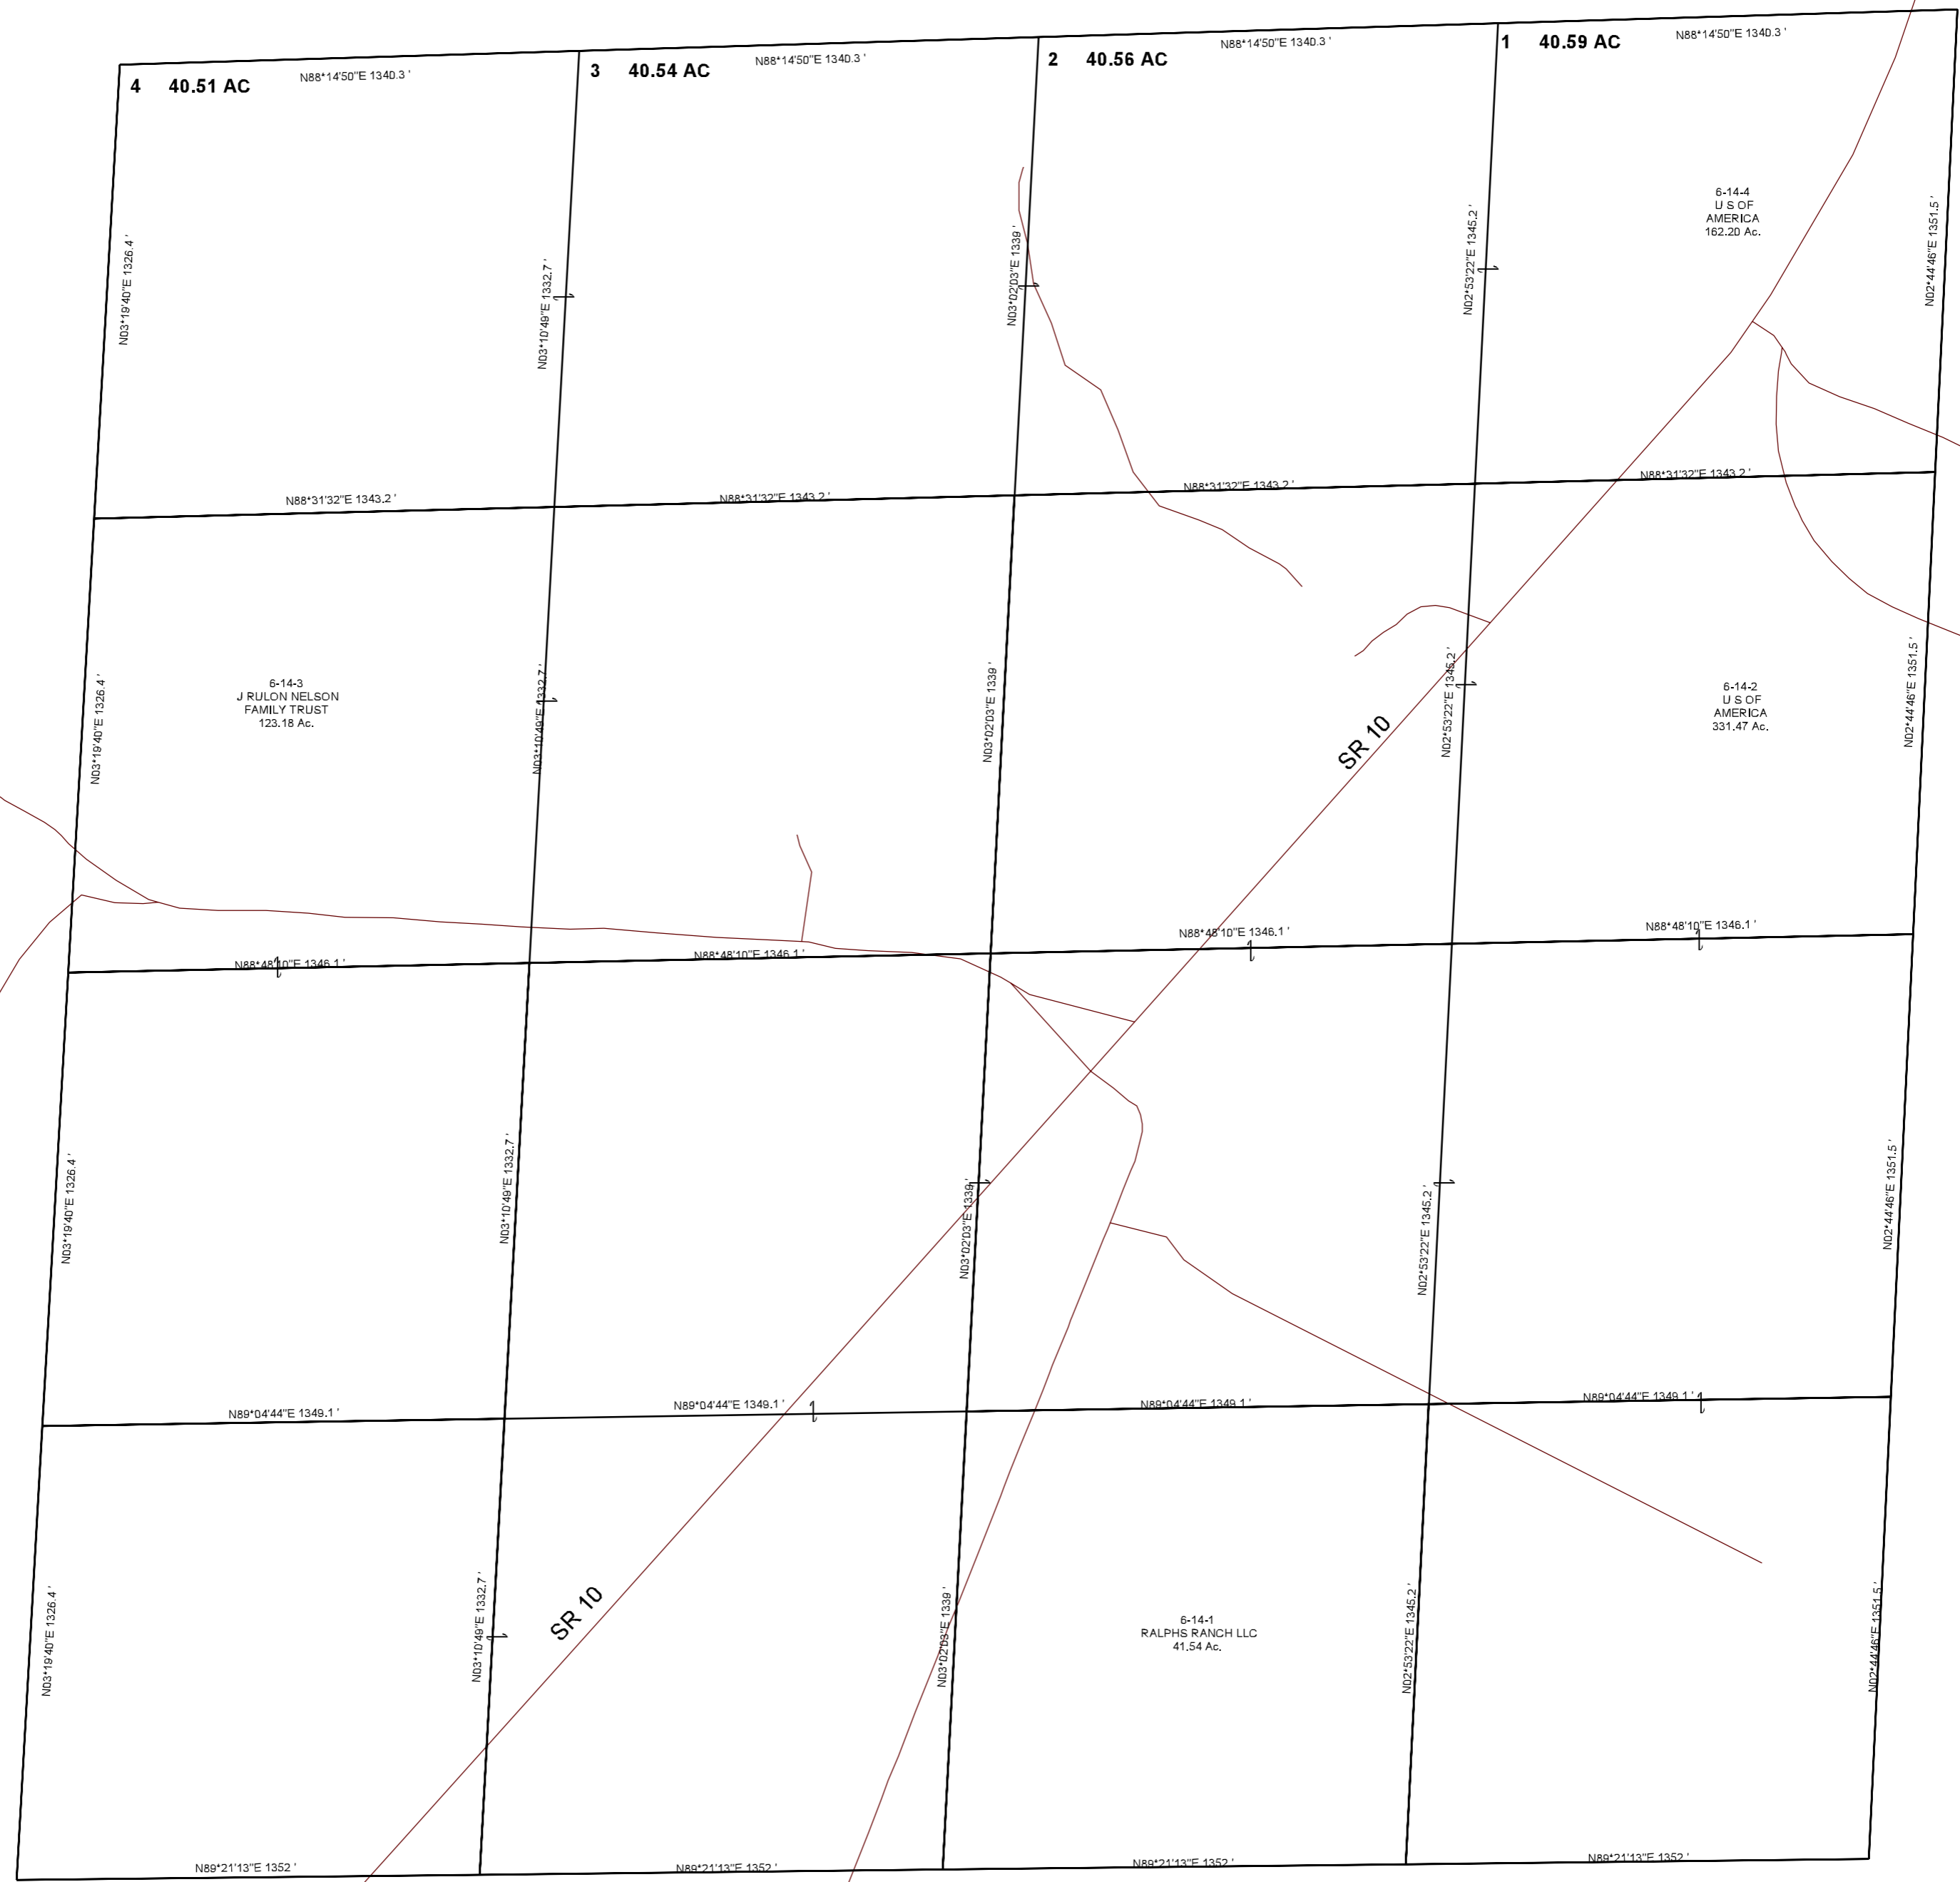 4 40.51 AC N88*14'50"E 1340.3 '
3 40.54 AC N88*14'50"E 1340.3 '
2 40.56 AC N88*14'50"E 1340.3 '
1 40.59 AC N88*14'50"E 1340.3 '
N03*19'40"E 1326.4 '
N03*10'49"E 1332.7 '
N03*02'03"E 1339 '
N02*53'22"E 1345.2 '
6-14-4
U S OF
AMERICA
162.20 Ac.
N02*44'46"E 1351.5 '
N88*31'32"E 1343.2 '
N88*31'32"E 1343.2 '
N88*31'32"E 1343.2 '
N88*31'32"E 1343.2 '
N03*19'40"E 1326.4 '
6-14-3
J RULON NELSON
FAMILY TRUST
123.18 Ac.
N03*10'49"E 1332.7 '
N03*02'03"E 1339 '
SR 10
N02*53'22"E 1345.2 '
6-14-2
U S OF
AMERICA
331.47 Ac.
N02*44'46"E 1351.5 '
N88*48'10"E 1346.1 '
N88*48'10"E 1346.1 '
N88*48'10"E 1346.1 '
N88*48'10"E 1346.1 '
N03*19'40"E 1326.4 '
N03*10'49"E 1332.7 '
N03*02'03"E 1339 '
N02*53'22"E 1345.2 '
N02*44'46"E 1351.5 '
N89*04'44"E 1349.1 '
N89*04'44"E 1349.1 '
N89*04'44"E 1349.1 '
N89*04'44"E 1349.1 '
N03*19'40"E 1326.4 '
N03*10'49"E 1332.7 '
SR 10
N03*02'03"E 1339 '
6-14-1
RALPHS RANCH LLC
41.54 Ac.
N02*53'22"E 1345.2 '
N02*44'46"E 1351.5 '
N89*21'13"E 1352 '
N89*21'13"E 1352 '
N89*21'13"E 1352 '
N89*21'13"E 1352 '